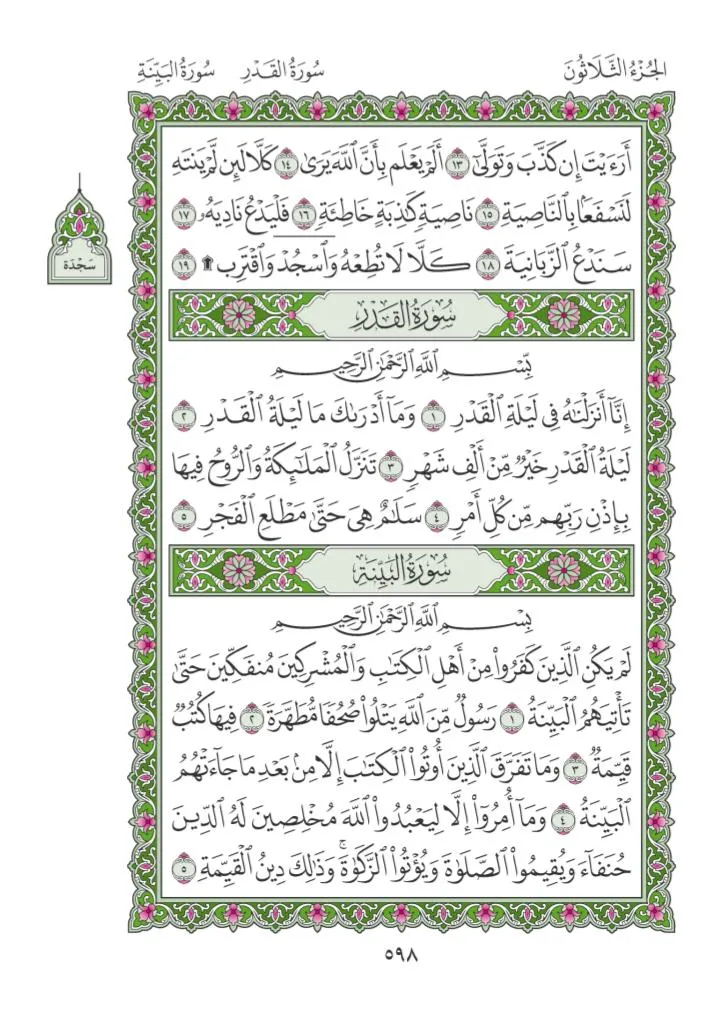 الجُزْءُ الثَّلَاثُونَ سُورَةُ القَدْرِ سُورَةُ البَيِّنَةِ
أَرَءَيْتَ إِن كَذَّبَ وَتَوَلَّىٰٓ ١٣ أَلَمْ يَعْلَم بِأَنَّ ٱللَّهَ يَرَىٰ ١٤ كَلَّا لَئِن لَّمْ يَنتَهِ
لَنَسْفَعًۢا بِٱلنَّاصِيَةِ ١٥ نَاصِيَةٍ كَٰذِبَةٍ خَاطِئَةٍ ١٦ فَلْيَدْعُ نَادِيَهُۥ ١٧
سَنَدْعُ ٱلزَّبَانِيَةَ ١٨ كَلَّا لَا تُطِعْهُ وَٱسْجُدْ وَٱقْتَرِب ۩ ١٩
سَجْدَة
سُورَةُ القَدْرِ
بِسْمِ ٱللَّهِ ٱلرَّحْمَٰنِ ٱلرَّحِيمِ
إِنَّآ أَنزَلْنَٰهُ فِى لَيْلَةِ ٱلْقَدْرِ ١ وَمَآ أَدْرَىٰكَ مَا لَيْلَةُ ٱلْقَدْرِ ٢
لَيْلَةُ ٱلْقَدْرِ خَيْرٌ مِّنْ أَلْفِ شَهْرٍ ٣ تَنَزَّلُ ٱلْمَلَٰٓئِكَةُ وَٱلرُّوحُ فِيهَا
بِإِذْنِ رَبِّهِم مِّن كُلِّ أَمْرٍ ٤ سَلَٰمٌ هِىَ حَتَّىٰ مَطْلَعِ ٱلْفَجْرِ ٥
سُورَةُ البَيِّنَةِ
بِسْمِ ٱللَّهِ ٱلرَّحْمَٰنِ ٱلرَّحِيمِ
لَمْ يَكُنِ ٱلَّذِينَ كَفَرُوا۟ مِنْ أَهْلِ ٱلْكِتَٰبِ وَٱلْمُشْرِكِينَ مُنفَكِّينَ حَتَّىٰ
تَأْتِيَهُمُ ٱلْبَيِّنَةُ ١ رَسُولٌ مِّنَ ٱللَّهِ يَتْلُوا۟ صُحُفًا مُّطَهَّرَةً ٢ فِيهَا كُتُبٌ
قَيِّمَةٌ ٣ وَمَا تَفَرَّقَ ٱلَّذِينَ أُوتُوا۟ ٱلْكِتَٰبَ إِلَّا مِنۢ بَعْدِ مَا جَآءَتْهُمُ
ٱلْبَيِّنَةُ ٤ وَمَآ أُمِرُوٓا۟ إِلَّا لِيَعْبُدُوا۟ ٱللَّهَ مُخْلِصِينَ لَهُ ٱلدِّينَ
حُنَفَآءَ وَيُقِيمُوا۟ ٱلصَّلَوٰةَ وَيُؤْتُوا۟ ٱلزَّكَوٰةَ ۚ وَذَٰلِكَ دِينُ ٱلْقَيِّمَةِ ٥
٥٩٨